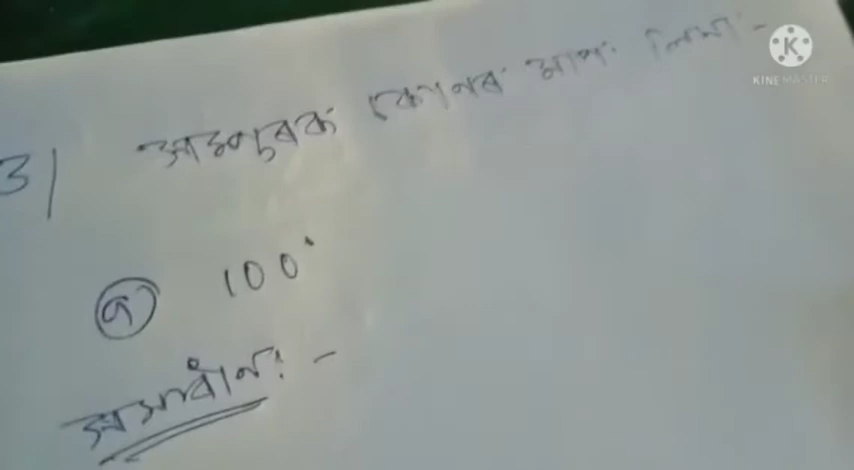 3| সম্পূৰক কোণৰ মাপ লিখা:-
KINEMASTER
ক) 100°
সমাধান:-